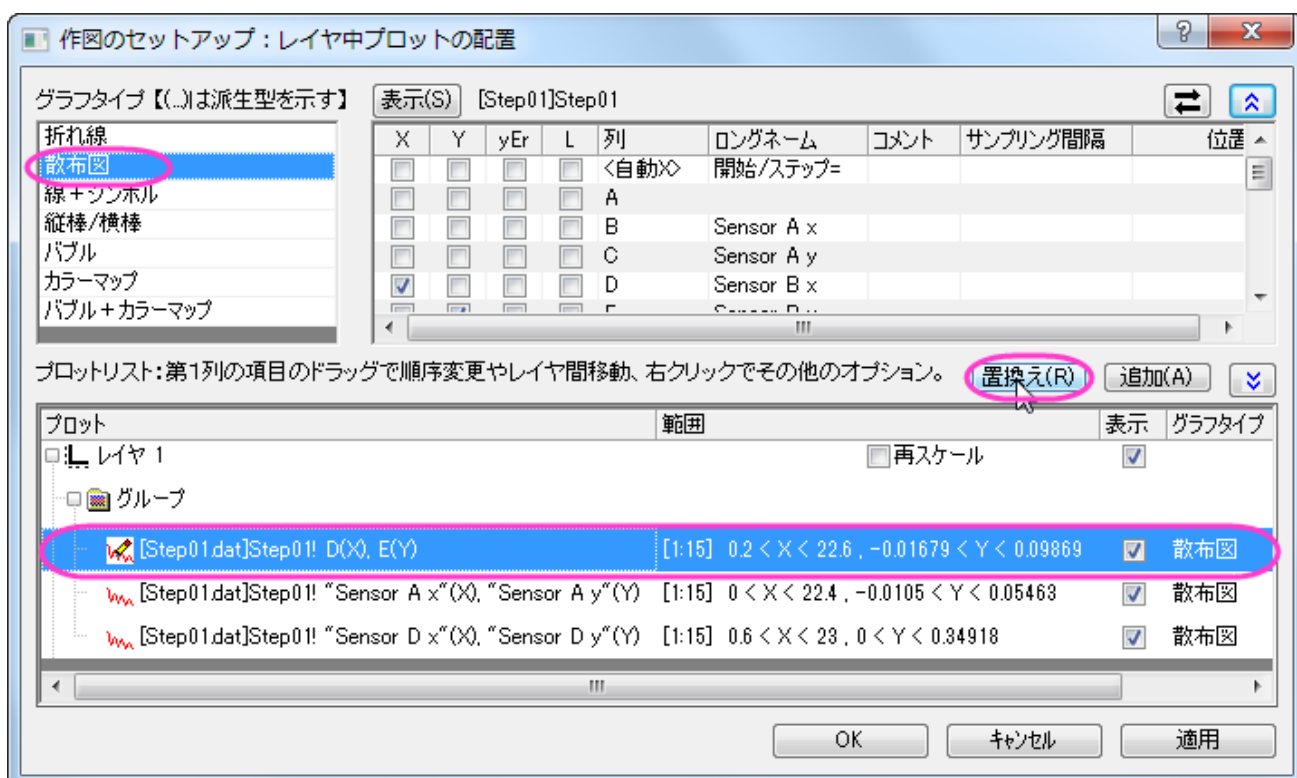 作図のセットアップ：レイヤ中プロットの配置
グラフタイプ【(...)は派生型を示す】 表示(S) [Step01]Step01
折れ線
散布図
線＋シンボル
縦棒/横棒
バブル
カラーマップ
バブル＋カラーマップ
X Y yEr L 列 ロングネーム コメント サンプリング間隔 位置
<自動X> 開始/ステップ=
A
B Sensor A x
C Sensor A y
D Sensor B x
プロットリスト：第1列の項目のドラッグで順序変更やレイヤ間移動、右クリックでその他のオプション。 置換え(R) 追加(A)
プロット 範囲 表示 グラフタイプ
レイヤ 1 再スケール
グループ
[Step01.dat]Step01! D(X), E(Y) [1:15] 0.2 < X < 22.6 , -0.01679 < Y < 0.09869 散布図
[Step01.dat]Step01! "Sensor A x"(X), "Sensor A y"(Y) [1:15] 0 < X < 22.4 , -0.0105 < Y < 0.05463 散布図
[Step01.dat]Step01! "Sensor D x"(X), "Sensor D y"(Y) [1:15] 0.6 < X < 23 , 0 < Y < 0.34918 散布図
OK キャンセル 適用